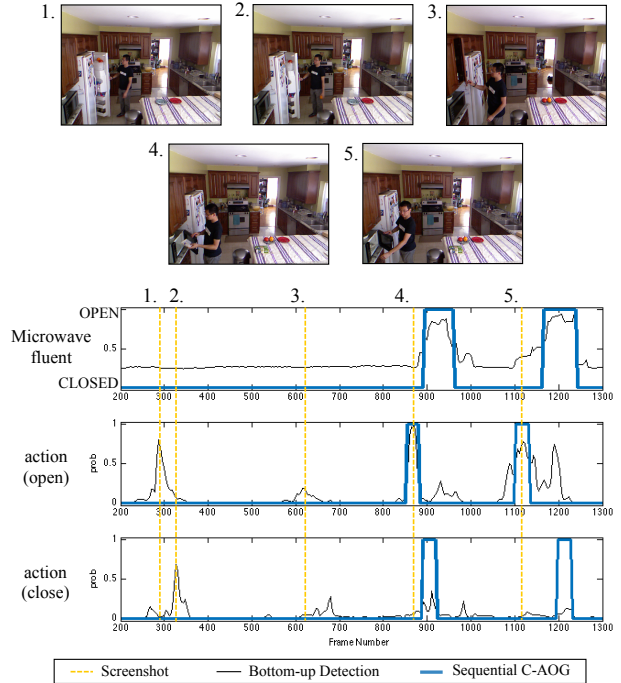 1. 2. 3.
4. 5.
1. 2. 3. 4. 5.
Microwave fluent
OPEN
0.5
CLOSED
200 300 400 500 600 700 800 900 1000 1100 1200 1300
action (open)
prob
1
0.5
0
200 300 400 500 600 700 800 900 1000 1100 1200 1300
action (close)
prob
1
0.5
0
200 300 400 500 600 700 800 900 1000 1100 1200 1300
Frame Number
Screenshot Bottom-up Detection Sequential C-AOG